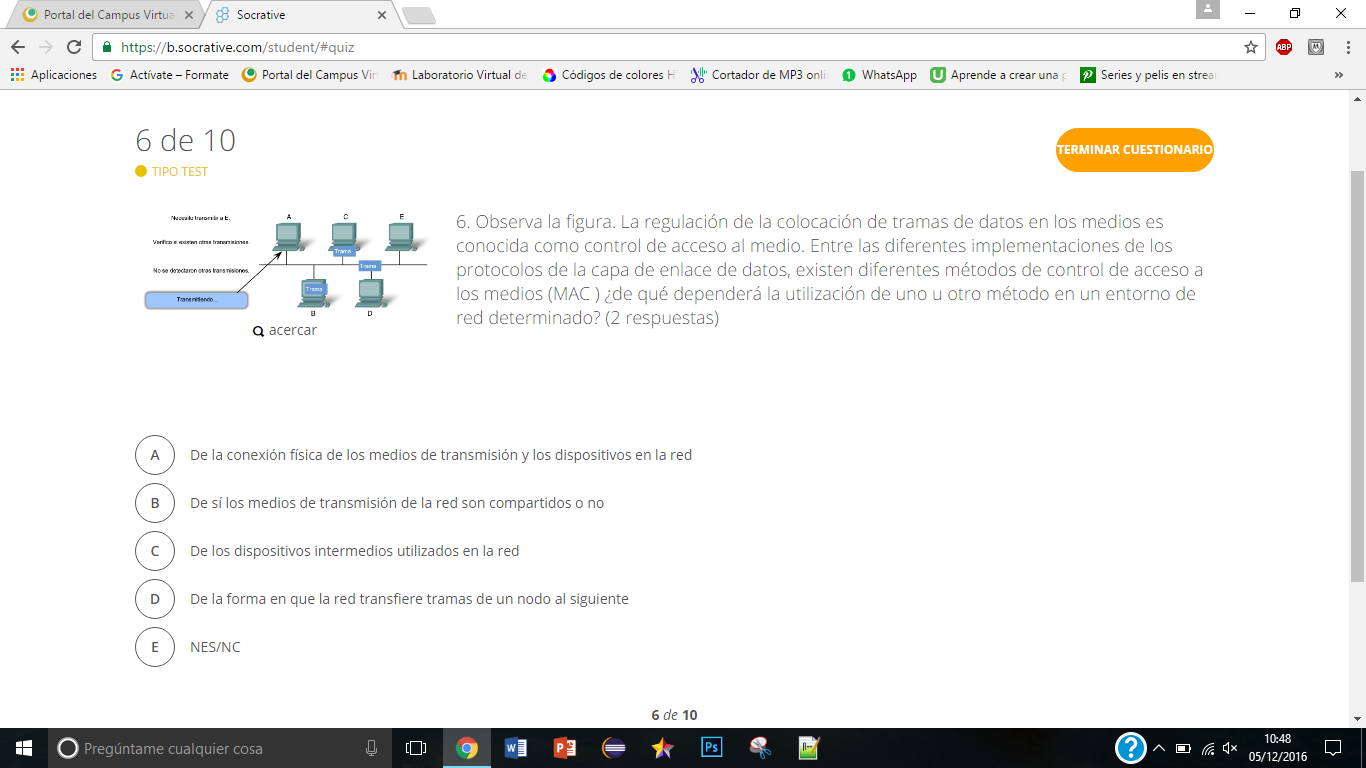 Portal del Campus Virtua
Socrative
https://b.socrative.com/student/#quiz
ABP
Aplicaciones
Actívate – Formate
Portal del Campus Vir
Laboratorio Virtual de
Códigos de colores H
Cortador de MP3 onli
WhatsApp
Aprende a crear una p
Series y pelis en strea
»
6 de 10
TERMINAR CUESTIONARIO
TIPO TEST
Necesito transmitir a E.
A
C
E
Verifico si existen otras transmisiones.
Trama
No se detectaron otras transmisiones.
Trama
Transmitiendo...
Trama
B
D
acercar
6. Observa la figura. La regulación de la colocación de tramas de datos en los medios es
conocida como control de acceso al medio. Entre las diferentes implementaciones de los
protocolos de la capa de enlace de datos, existen diferentes métodos de control de acceso a
los medios (MAC ) ¿de qué dependerá la utilización de uno u otro método en un entorno de
red determinado? (2 respuestas)
A De la conexión física de los medios de transmisión y los dispositivos en la red
B De sí los medios de transmisión de la red son compartidos o no
C De los dispositivos intermedios utilizados en la red
D De la forma en que la red transfiere tramas de un nodo al siguiente
E NES/NC
6 de 10
Pregúntame cualquier cosa
Ps
10:48
05/12/2016